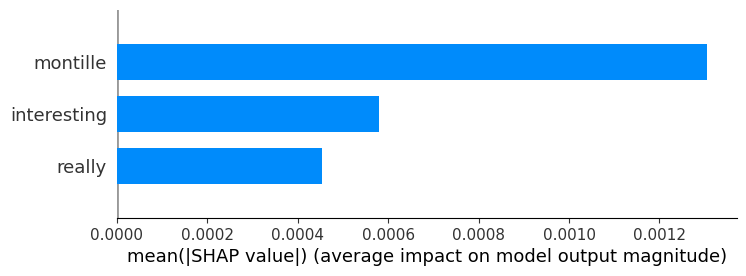 montille
interesting
really
0.0000 0.0002 0.0004 0.0006 0.0008 0.0010 0.0012
mean(|SHAP value|) (average impact on model output magnitude)